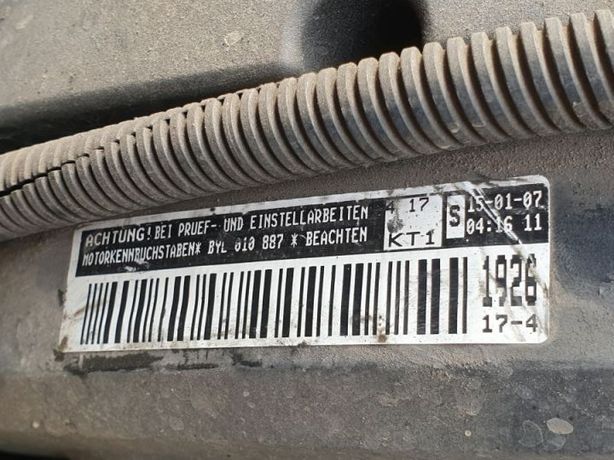 ACHTUNG! BEI PRUEF- UND EINSTELLARBEITEN
MOTORKENNBUCHSTABEN* BYL 010 887 * BEACHTEN
4 17
KT1
S
15-01-07
04:16 11
1926
17-4